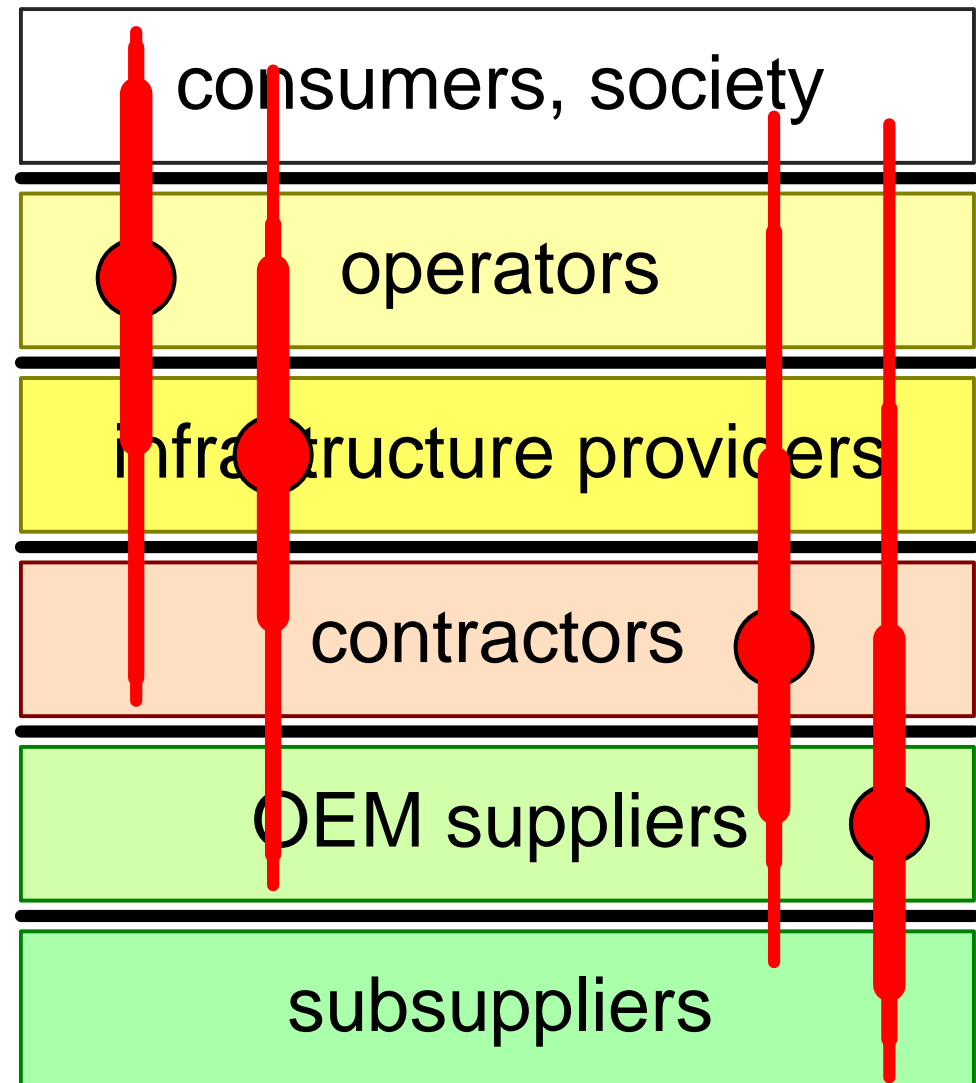 consumers, society
operators
infrastructure providers
contractors
OEM suppliers
subsuppliers